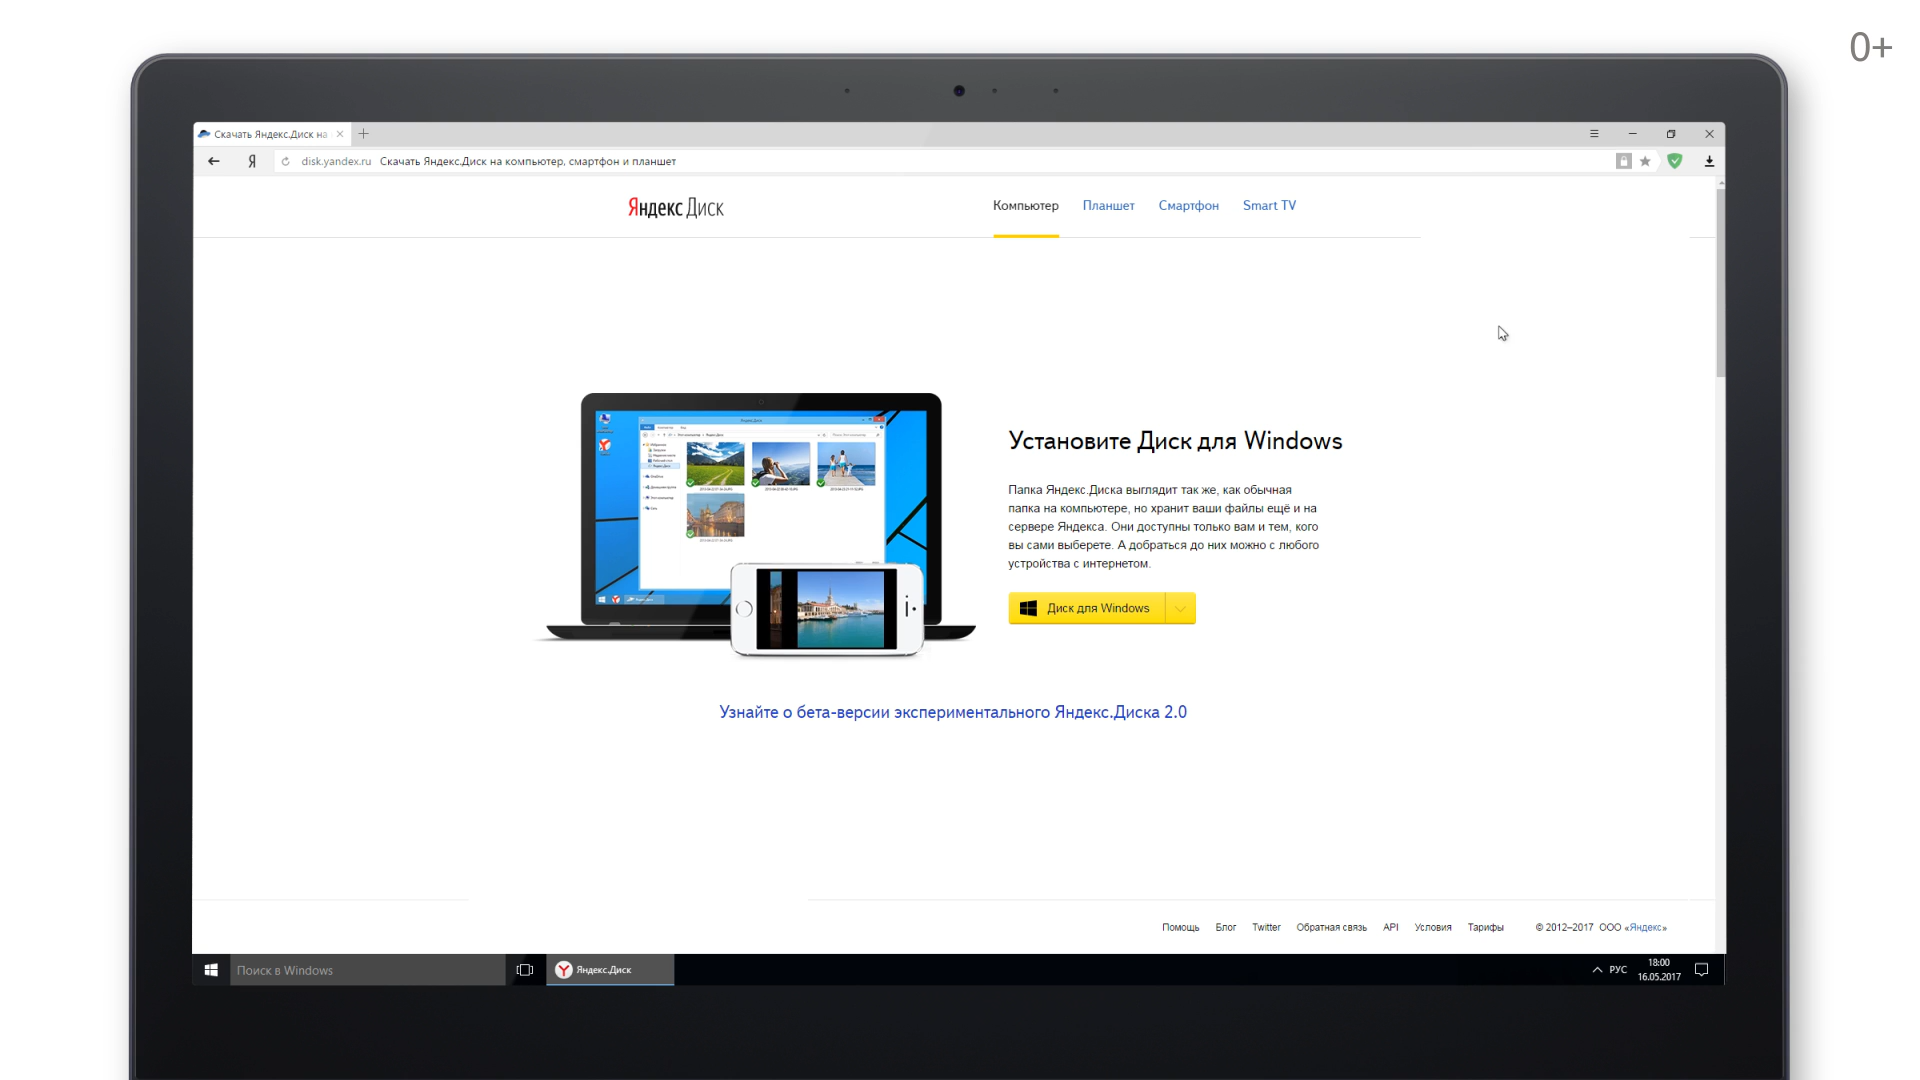 0+
Скачать Яндекс.Диск на
Я disk.yandex.ru Скачать Яндекс.Диск на компьютер, смартфон и планшет
Яндекс Диск
Компьютер Планшет Смартфон Smart TV
Установите Диск для Windows
Папка Яндекс.Диска выглядит так же, как обычная
папка на компьютере, но хранит ваши файлы ещё и на
сервере Яндекса. Они доступны только вам и тем, кого
вы сами выберете. А добраться до них можно с любого
устройства с интернетом.
Диск для Windows
Узнайте о бета-версии экспериментального Яндекс.Диска 2.0
Помощь Блог Twitter Обратная связь API Условия Тарифы © 2012–2017 ООО «Яндекс»
Поиск в Windows
Яндекс.Диск
РУС
18:00
16.05.2017